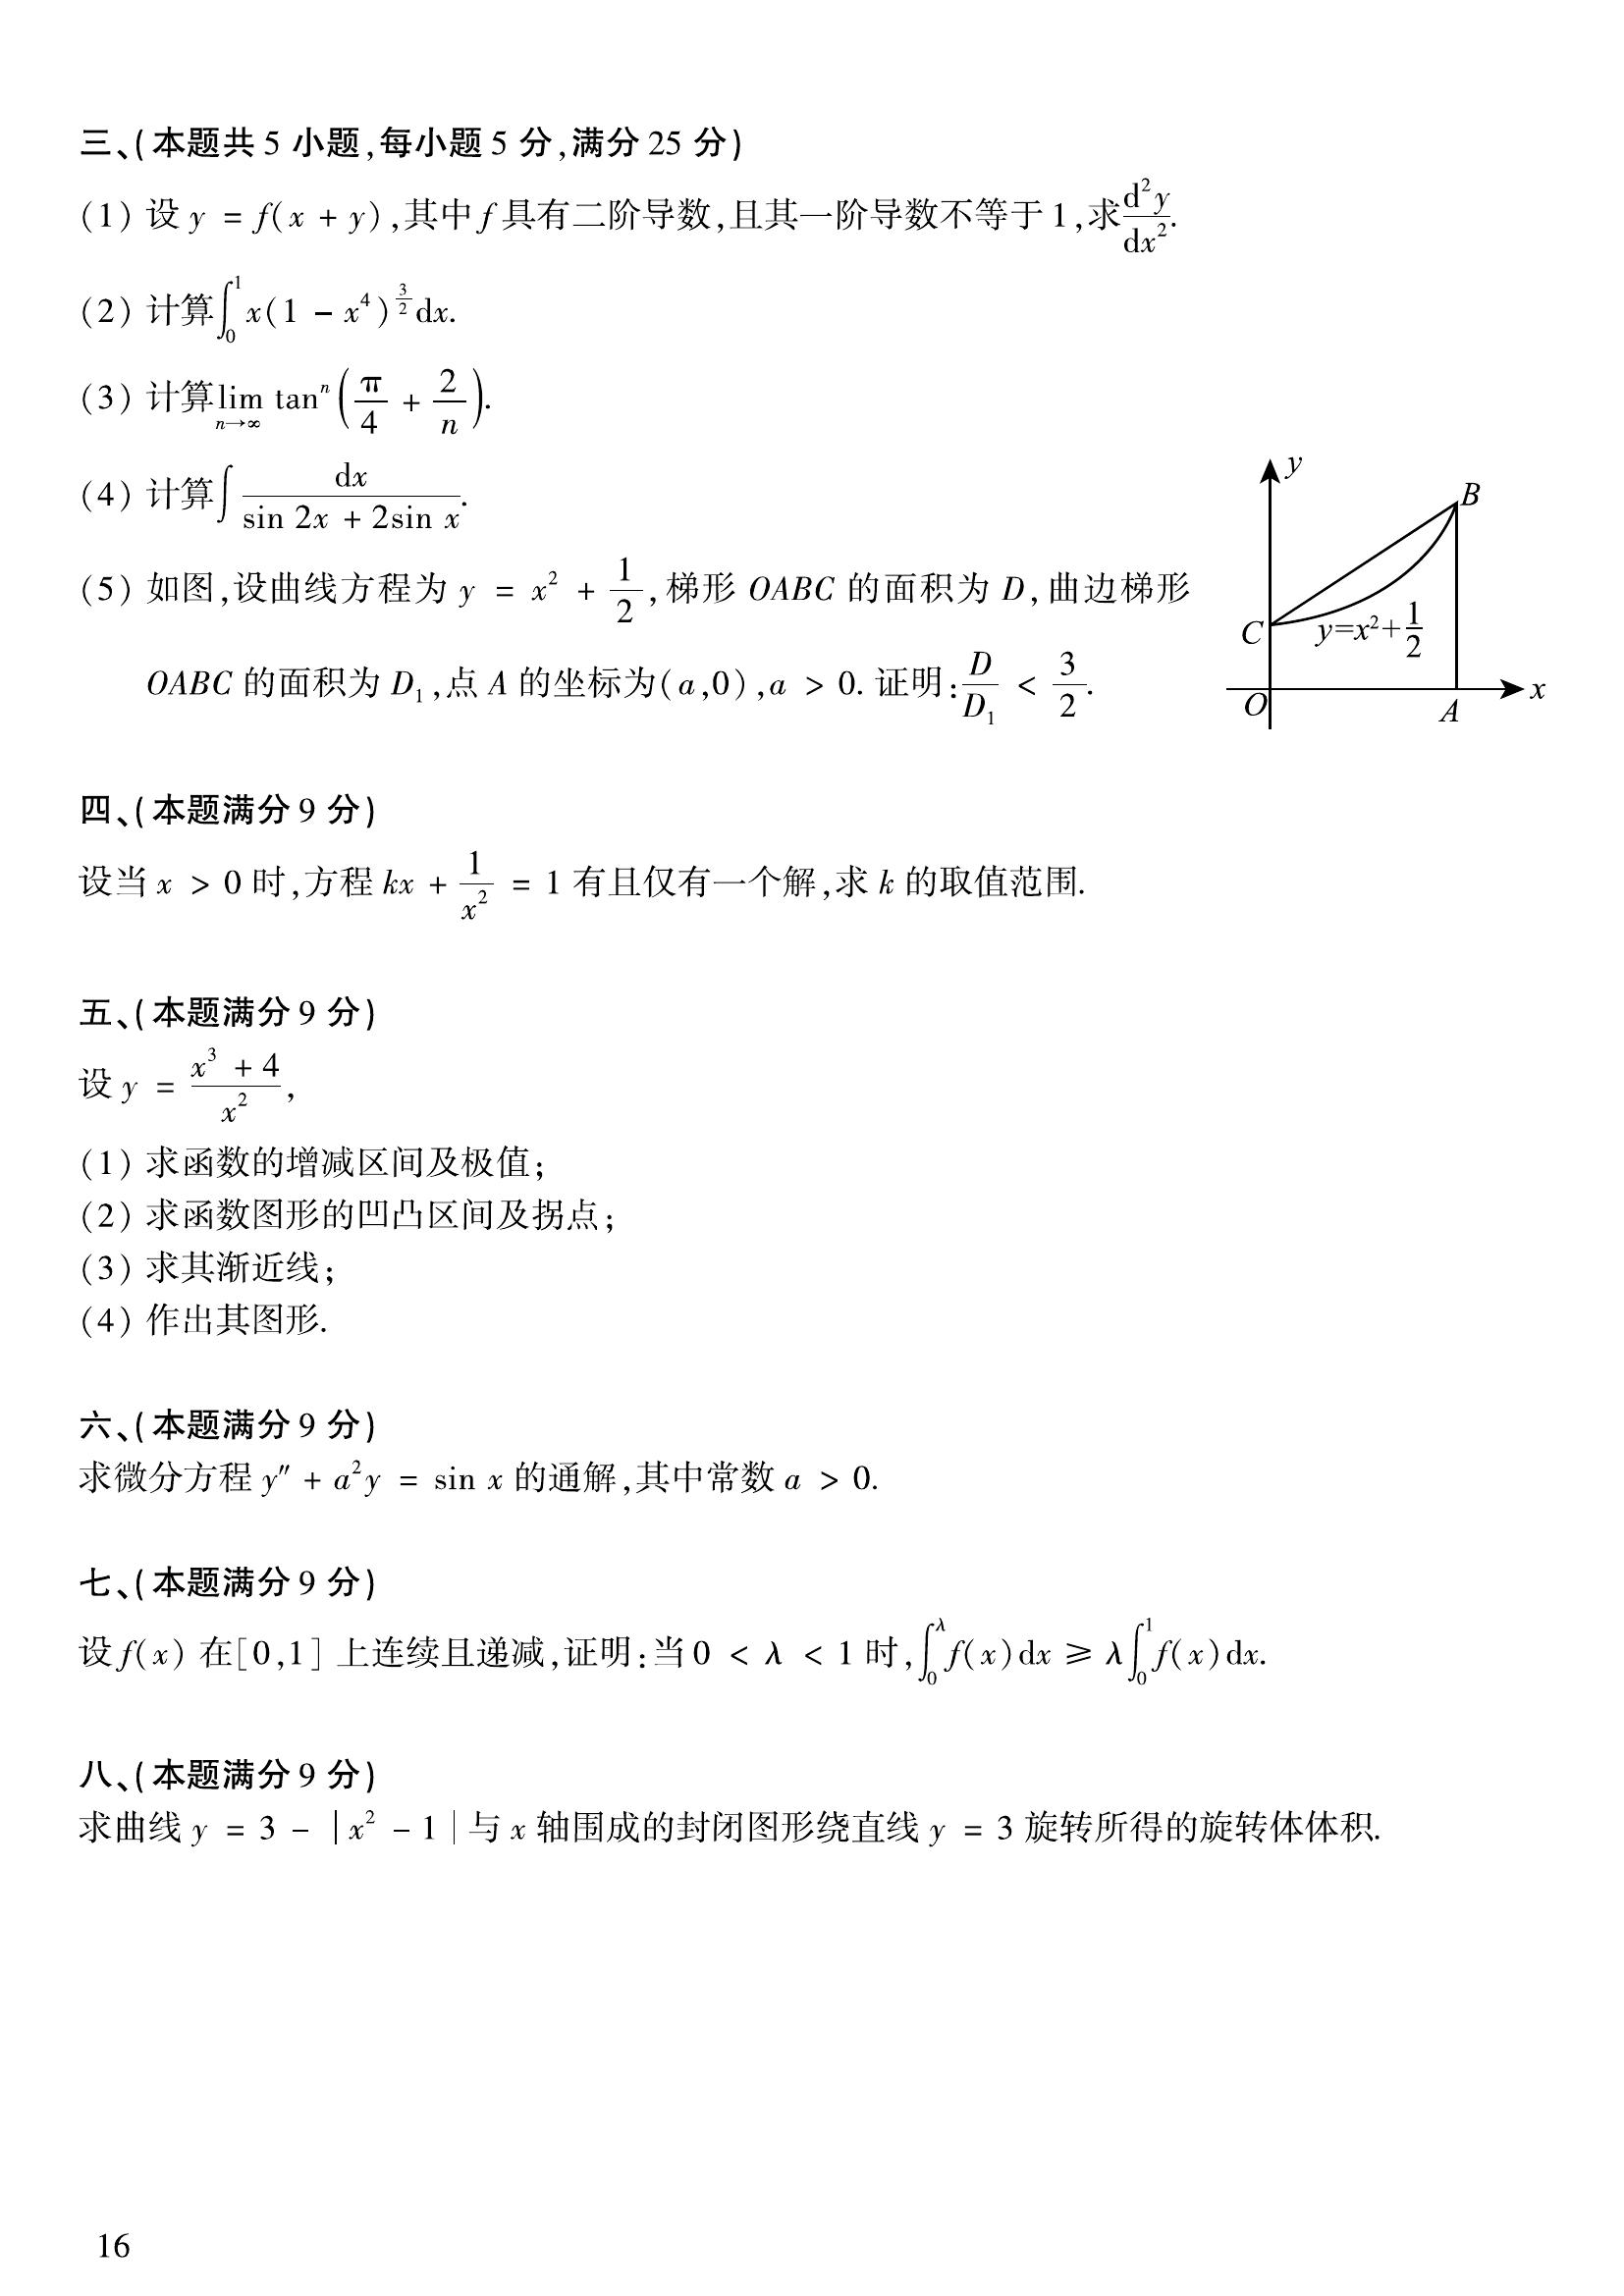 三、(本题共 5 小题,每小题 5 分,满分 25 分)
(1) 设 y = f(x + y),其中 f 具有二阶导数,且其一阶导数不等于 1,求 $\frac{d^2y}{dx^2}$.
(2) 计算 $\int_0^1 x(1 - x^4)^{\frac{3}{2}} dx$.
(3) 计算 $\lim_{n\to\infty} \tan^n\left(\frac{\pi}{4} + \frac{2}{n}\right)$.
(4) 计算 $\int \frac{dx}{\sin 2x + 2\sin x}$.
(5) 如图,设曲线方程为 $y = x^2 + \frac{1}{2}$,梯形 OABC 的面积为 D,曲边梯形
OABC 的面积为 $D_1$,点 A 的坐标为(a,0),a > 0. 证明:$\frac{D}{D_1} < \frac{3}{2}$.
y
B
C
$y=x^2+\frac{1}{2}$
O
A
x
四、(本题满分 9 分)
设当 x > 0 时,方程 $kx + \frac{1}{x^2} = 1$ 有且仅有一个解,求 k 的取值范围.
五、(本题满分 9 分)
设 $y = \frac{x^3 + 4}{x^2}$,
(1) 求函数的增减区间及极值;
(2) 求函数图形的凹凸区间及拐点;
(3) 求其渐近线;
(4) 作出其图形.
六、(本题满分 9 分)
求微分方程 $y'' + a^2y = \sin x$ 的通解,其中常数 a > 0.
七、(本题满分 9 分)
设 f(x) 在[0,1] 上连续且递减,证明:当 0 < λ < 1 时,$\int_0^λ f(x)dx ≥ λ\int_0^1 f(x)dx$.
八、(本题满分 9 分)
求曲线 $y = 3 - |x^2 - 1|$ 与 x 轴围成的封闭图形绕直线 y = 3 旋转所得的旋转体体积.
16